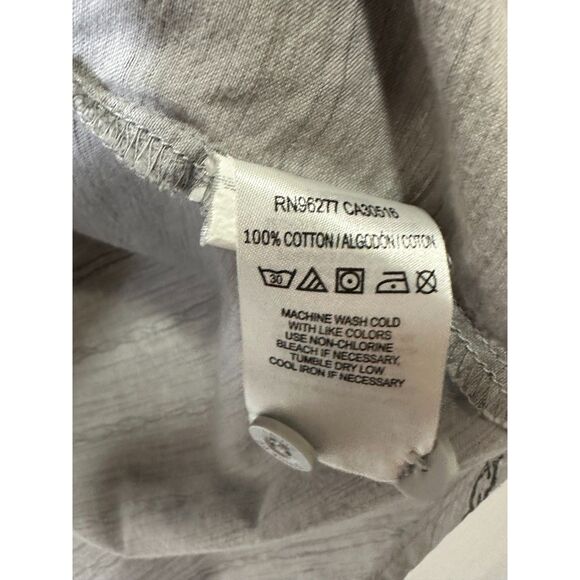 RN96277 CA30516
100% COTTON/ALGODÓN/COTON
30
MACHINE WASH COLD
WITH LIKE COLORS
USE NON-CHLORINE
BLEACH IF NECESSARY,
TUMBLE DRY LOW
COOL IRON IF NECESSARY